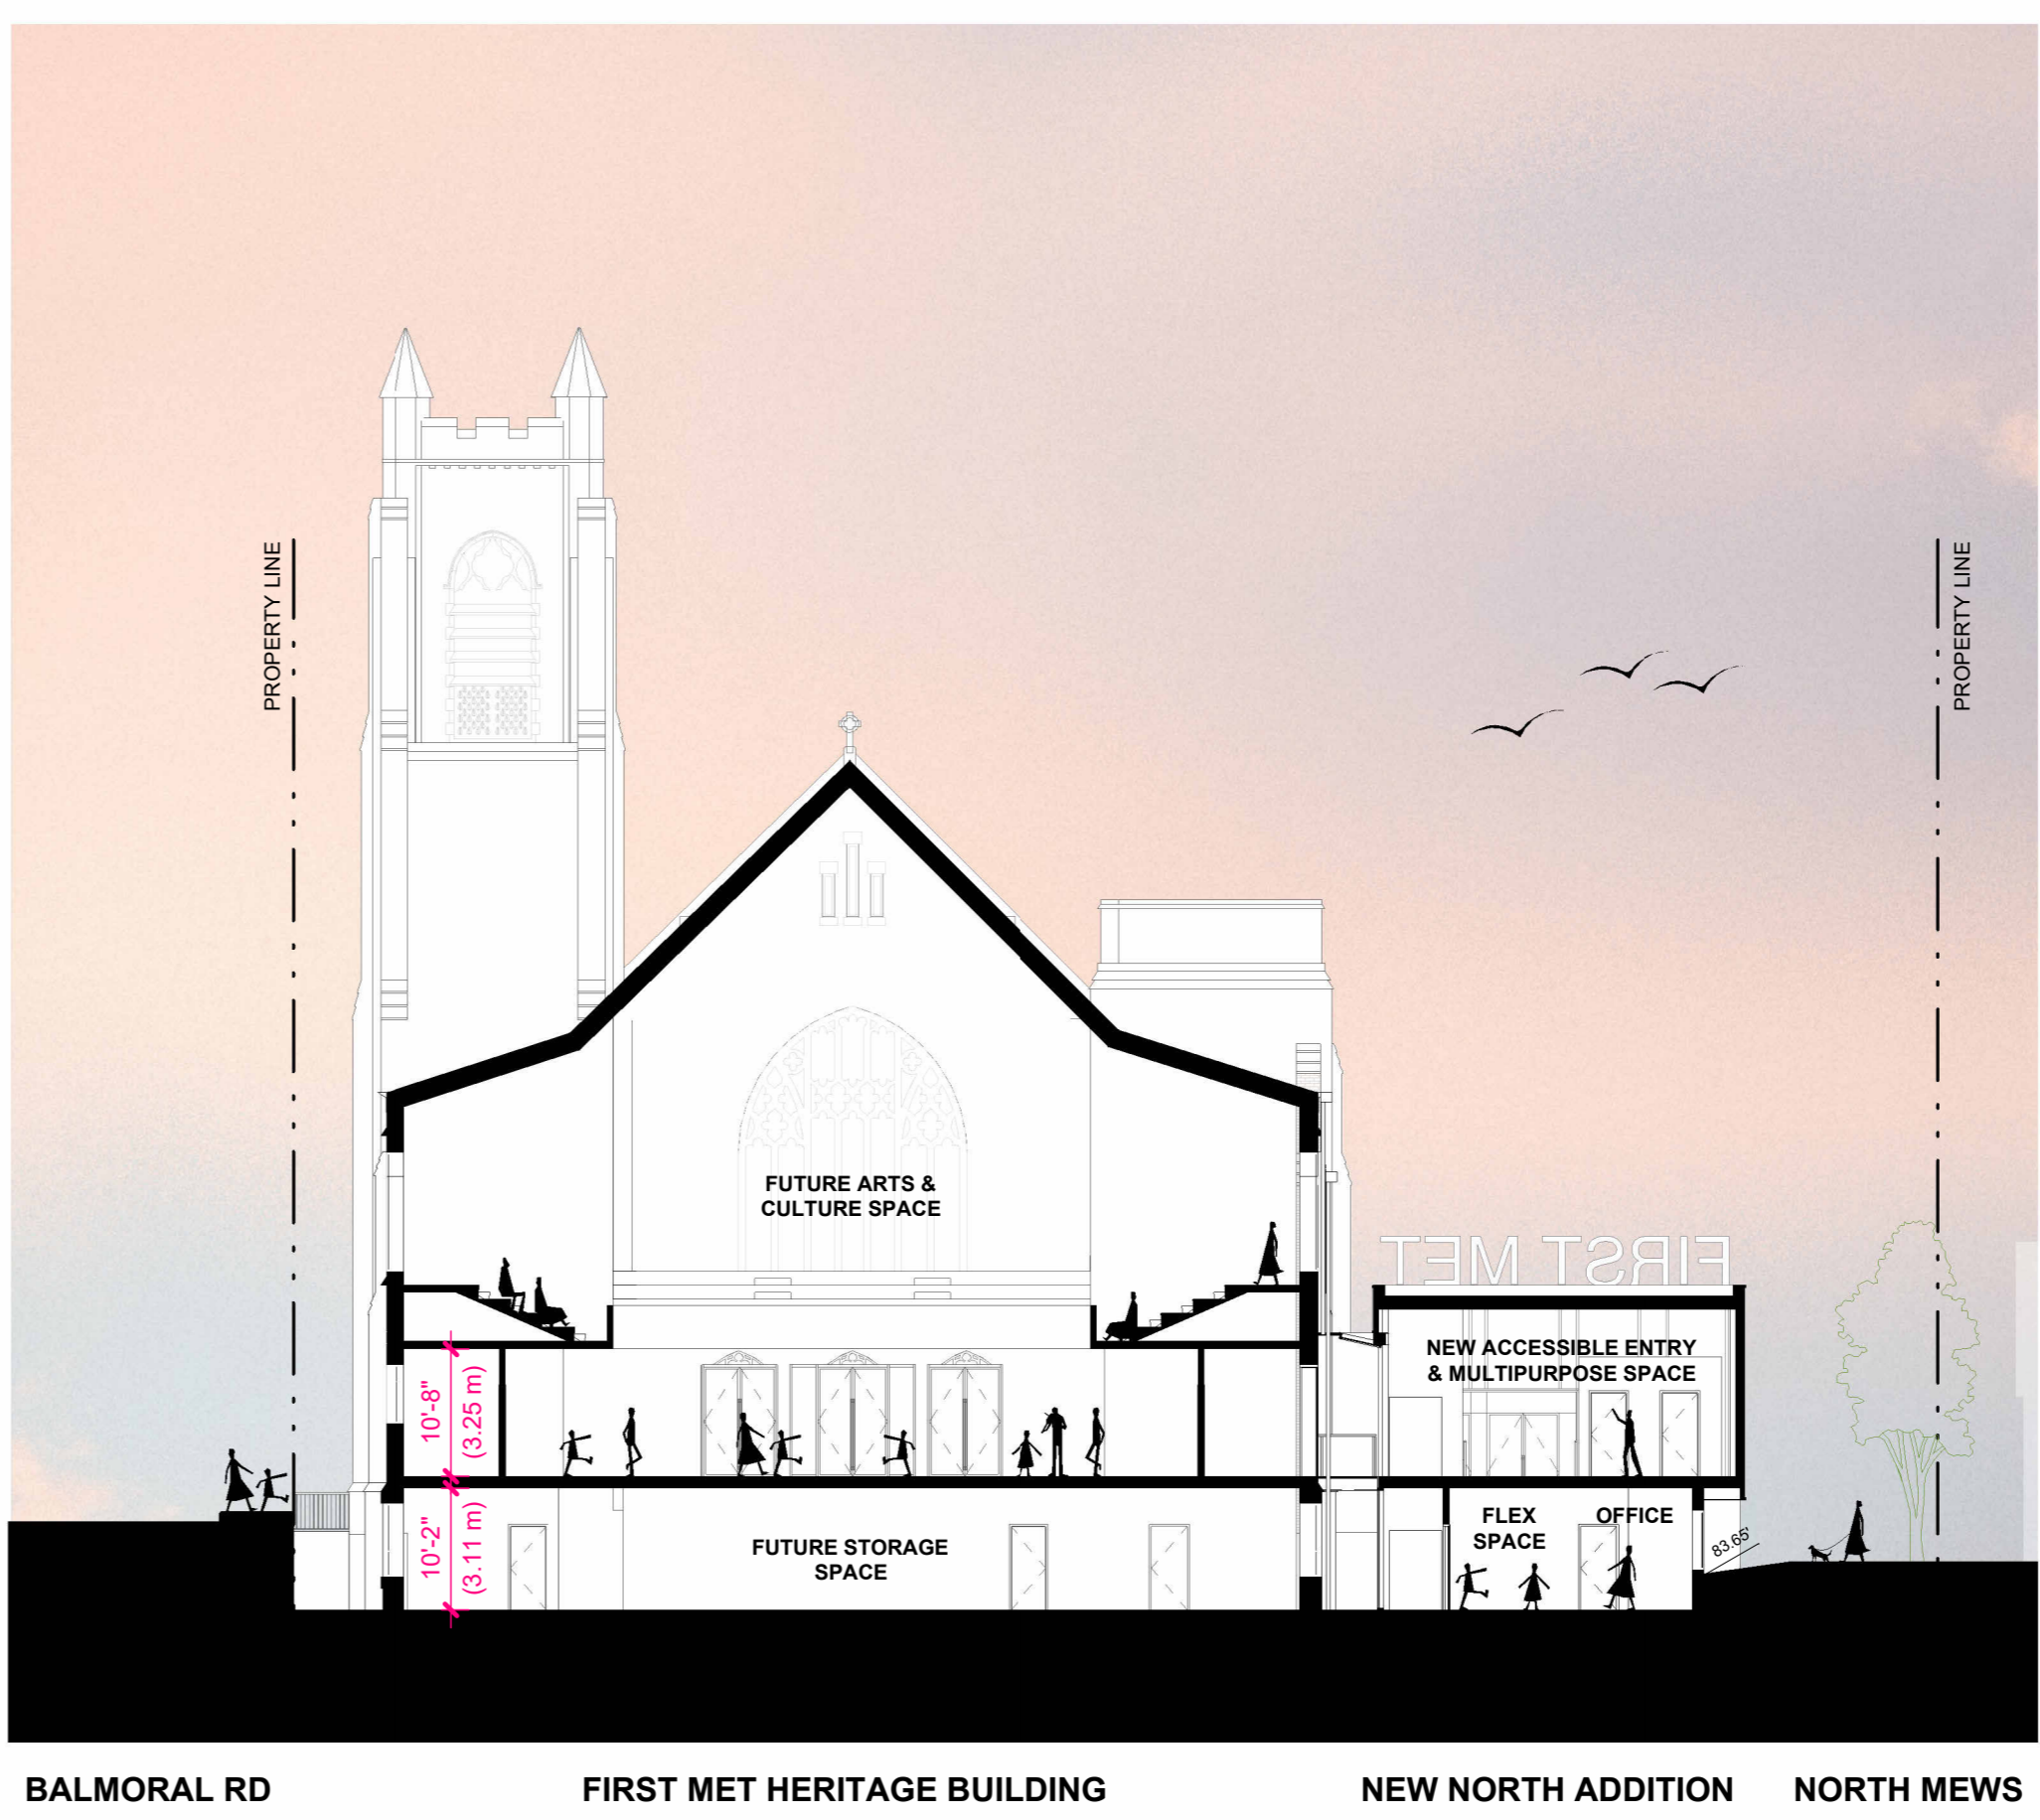 PROPERTY LINE
PROPERTY LINE
FUTURE ARTS &
CULTURE SPACE
FIRST MET
NEW ACCESSIBLE ENTRY
& MULTIPURPOSE SPACE
10'-8"
(3.25 m)
10'-2"
(3.11 m)
FUTURE STORAGE
SPACE
FLEX
SPACE
OFFICE
83.65'
BALMORAL RD
FIRST MET HERITAGE BUILDING
NEW NORTH ADDITION
NORTH MEWS